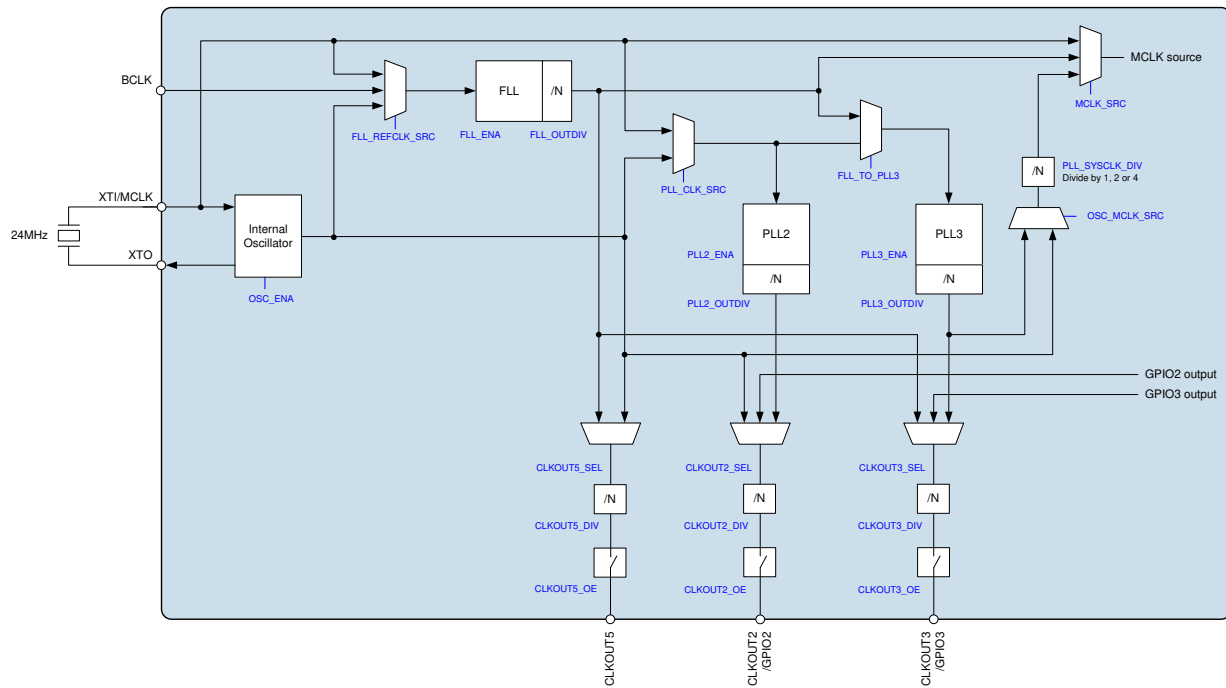 MCLK source
BCLK
FLL
/N
MCLK_SRC
FLL_REFCLK_SRC
FLL_ENA
FLL_OUTDIV
PLL_SYSCLK_DIV
Divide by 1, 2 or 4
/N
PLL_CLK_SRC
FLL_TO_PLL3
XTI/MCLK
24MHz
XTO
Internal
Oscillator
OSC_ENA
OSC_MCLK_SRC
PLL2
PLL2_ENA
/N
PLL2_OUTDIV
PLL3
PLL3_ENA
/N
PLL3_OUTDIV
GPIO2 output
GPIO3 output
CLKOUT5_SEL
CLKOUT2_SEL
CLKOUT3_SEL
/N
/N
/N
CLKOUT5_DIV
CLKOUT2_DIV
CLKOUT3_DIV
CLKOUT5_OE
CLKOUT2_OE
CLKOUT3_OE
CLKOUT5
CLKOUT2
/GPIO2
CLKOUT3
/GPIO3